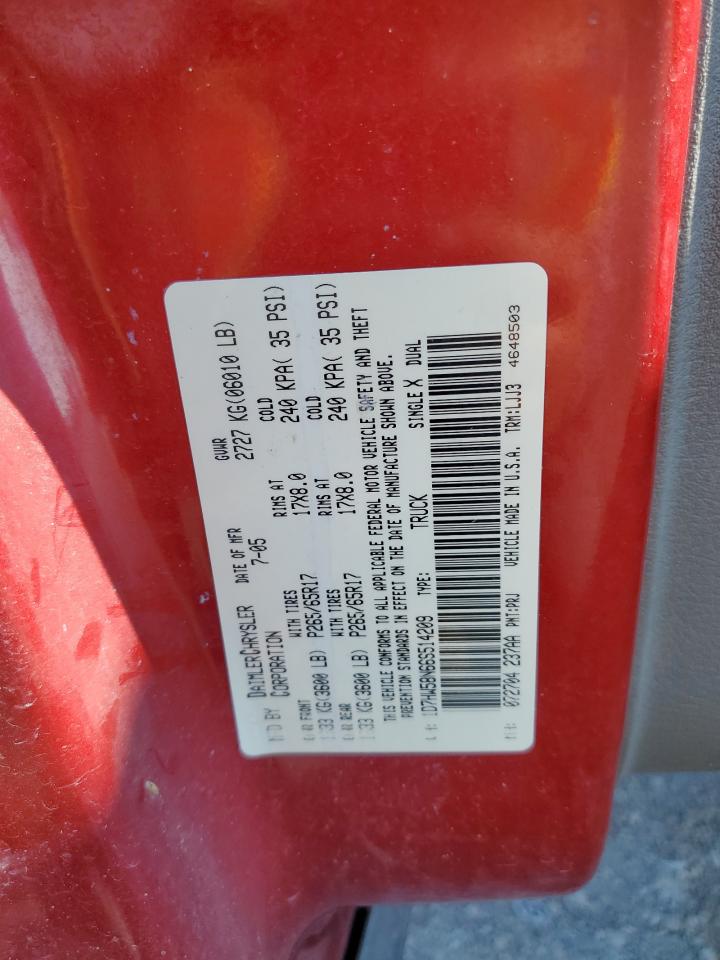 MFD BY DAIMLERCHRYSLER CORPORATION DATE OF MFR 7-05 GVWR 2727 KG(06010 LB)
FRONT WITH TIRES RIMS AT COLD
KG(3600 LB) P265/65R17 17X8.0 240 KPA( 35 PSI)
REAR WITH TIRES RIMS AT COLD
KG(3600 LB) P265/65R17 17X8.0 240 KPA( 35 PSI)
THIS VEHICLE CONFORMS TO ALL APPLICABLE FEDERAL MOTOR VEHICLE SAFETY AND THEFT
PREVENTION STANDARDS IN EFFECT ON THE DATE OF MANUFACTURE SHOWN ABOVE.
1D7HW58N66S514209 TYPE: TRUCK SINGLE X DUAL
072704 237AA PNT:PRJ VEHICLE MADE IN U.S.A. TRM:LJJ3 4648503